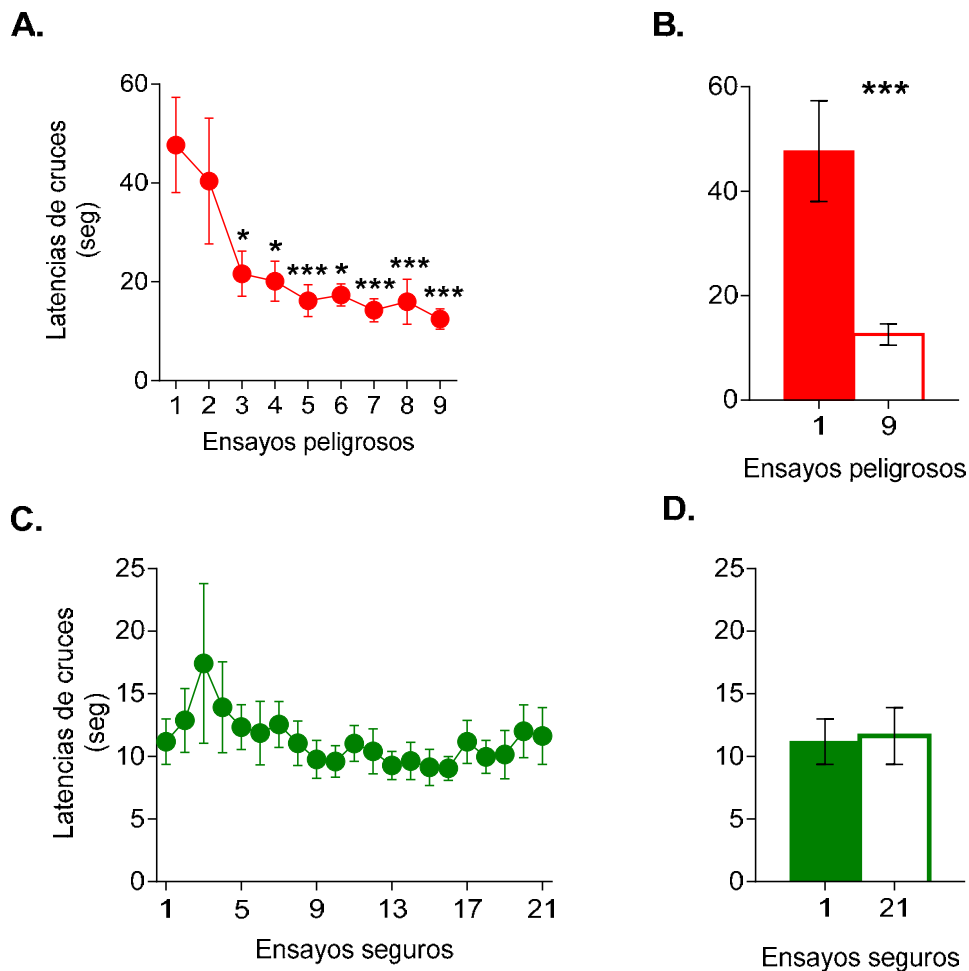 A.
60
40
20
0
Latencias de cruces
(seg)
*
*
***
*
***
***
***
1 2 3 4 5 6 7 8 9
Ensayos peligrosos
B.
60
40
20
0
***
1 9
Ensayos peligrosos
C.
25
20
15
10
5
0
Latencias de cruces
(seg)
1 5 9 13 17 21
Ensayos seguros
D.
25
20
15
10
5
0
1 21
Ensayos seguros